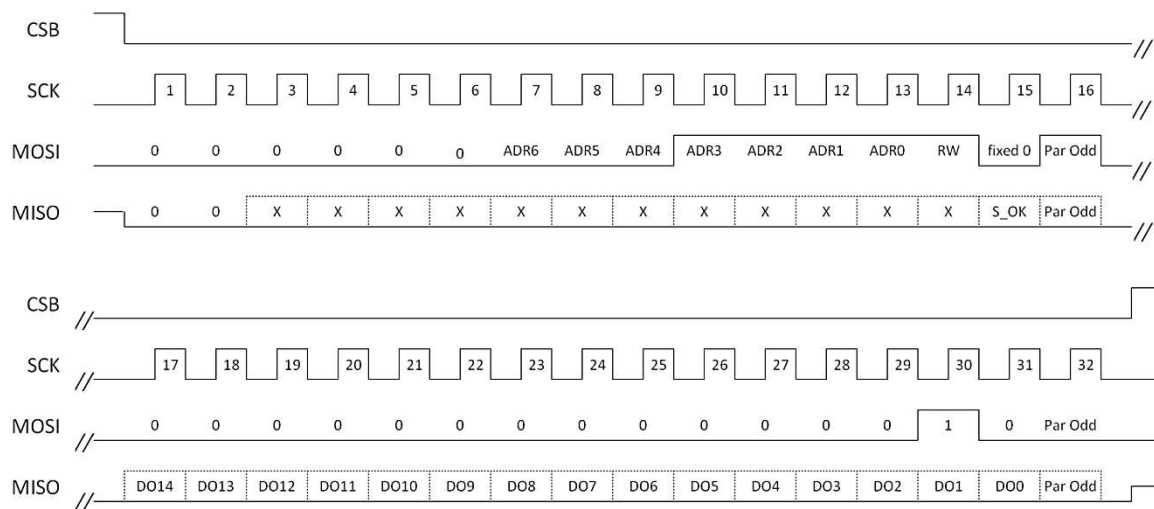 CSB
SCK 1 2 3 4 5 6 7 8 9 10 11 12 13 14 15 16
MOSI 0 0 0 0 0 0 ADR6 ADR5 ADR4 ADR3 ADR2 ADR1 ADR0 RW fixed 0 Par Odd
MISO 0 0 X X X X X X X X X X X X S_OK Par Odd
CSB
SCK 17 18 19 20 21 22 23 24 25 26 27 28 29 30 31 32
MOSI 0 0 0 0 0 0 0 0 0 0 0 0 0 1 0 Par Odd
MISO DO14 DO13 DO12 DO11 DO10 DO9 DO8 DO7 DO6 DO5 DO4 DO3 DO2 DO1 DO0 Par Odd